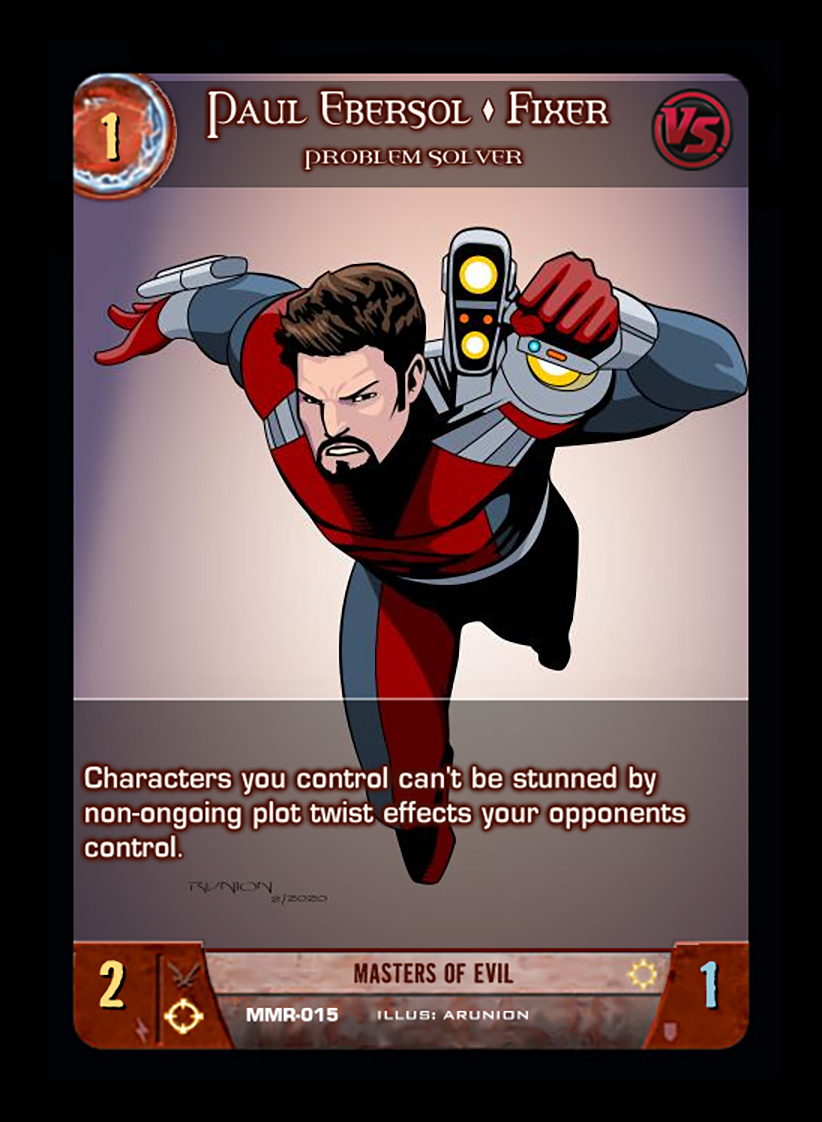 1
Paul Ebersol ♦ Fixer
VS.
Problem Solver
Characters you control can't be stunned by
non-ongoing plot twist effects your opponents
control.
RUNION
2/2020
2
MASTERS OF EVIL
1
MMR-015 ILLUS: ARUNION